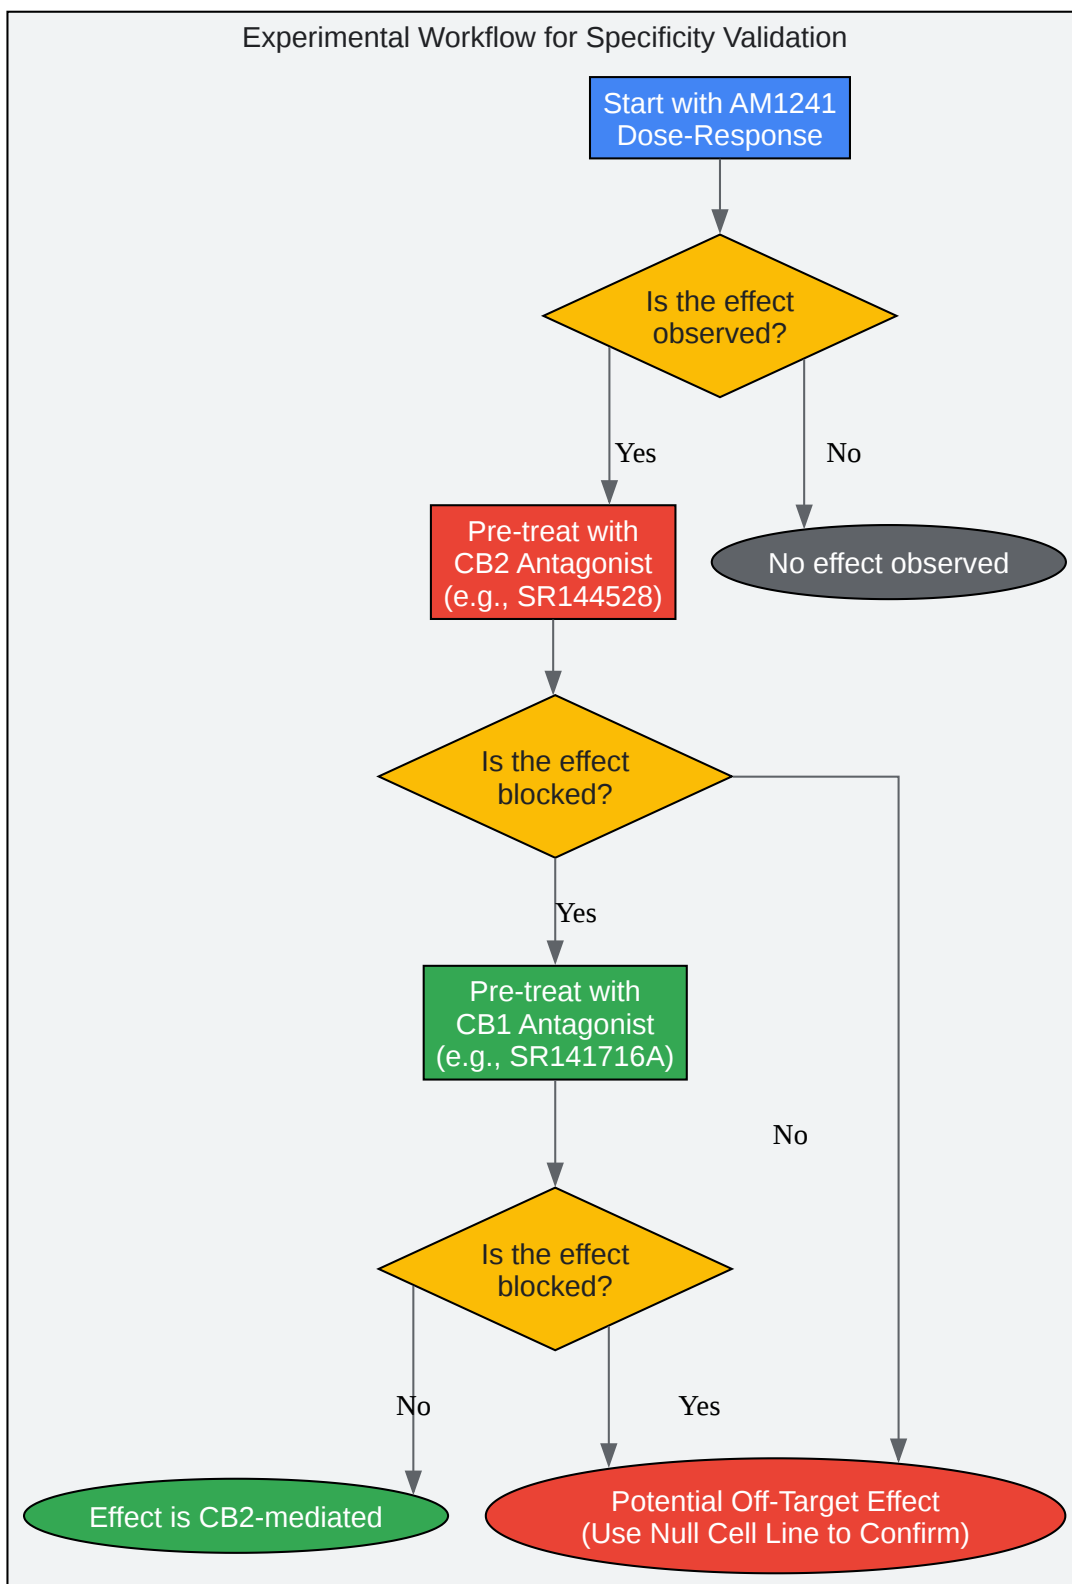 Experimental Workflow for Specificity Validation
Start with AM1241
Dose-Response
Is the effect
observed?
Yes
No
Pre-treat with
CB2 Antagonist
(e.g., SR144528)
No effect observed
Is the effect
blocked?
Yes
Pre-treat with
CB1 Antagonist
(e.g., SR141716A)
No
Is the effect
blocked?
No
Yes
Effect is CB2-mediated
Potential Off-Target Effect
(Use Null Cell Line to Confirm)